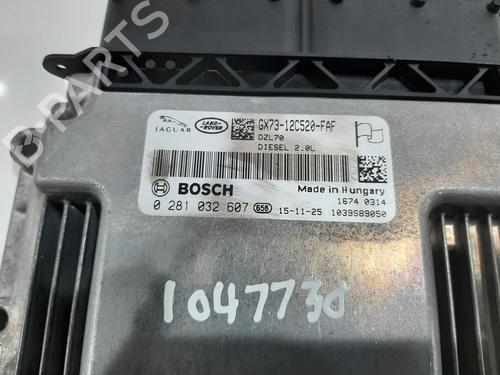 B-PARTS
JAGUAR LAND-ROVER GX73-12C520-FAF
DZL70
DIESEL 2.0L
BOSCH Made in Hungary
1674 0314
0 281 032 607 658 15-11-25 1039S89050
1047730